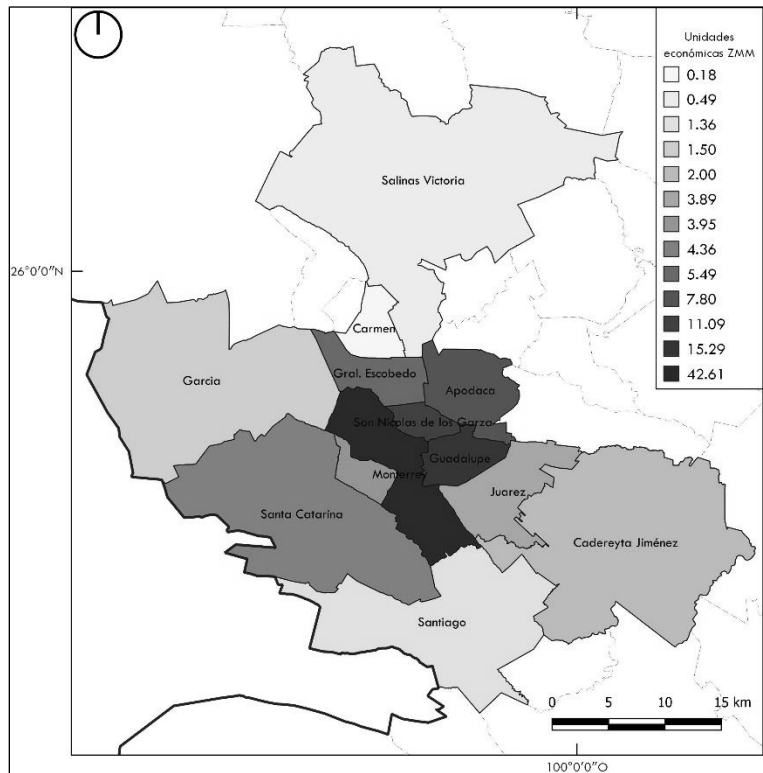 Unidades
económicas ZMM
0.18
0.49
1.36
1.50
2.00
3.89
3.95
4.36
5.49
7.80
11.09
15.29
42.61
Salinas Victoria
26°0′0″N
Carmen
Gral. Escobedo
García
Apodaca
San Nicolas de los Garza
Guadalupe
Monterre
Juarez
Santa Catarína
Cadereyta Jiménez
Santiago
0 5 10 15 km
100°0′0″O